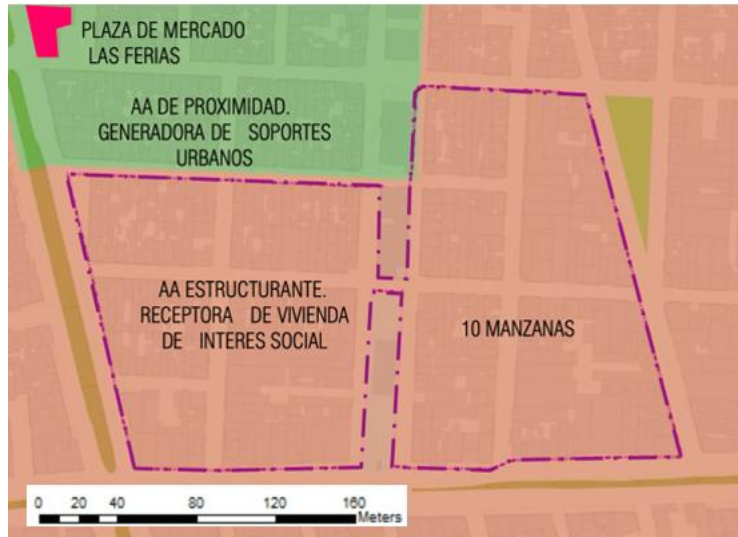 PLAZA DE MERCADO
LAS FERIAS
AA DE PROXIMIDAD.
GENERADORA DE SOPORTES
URBANOS
AA ESTRUCTURANTE.
RECEPTORA DE VIVIENDA
DE INTERES SOCIAL
10 MANZANAS
0 20 40 80 120 160
Meters